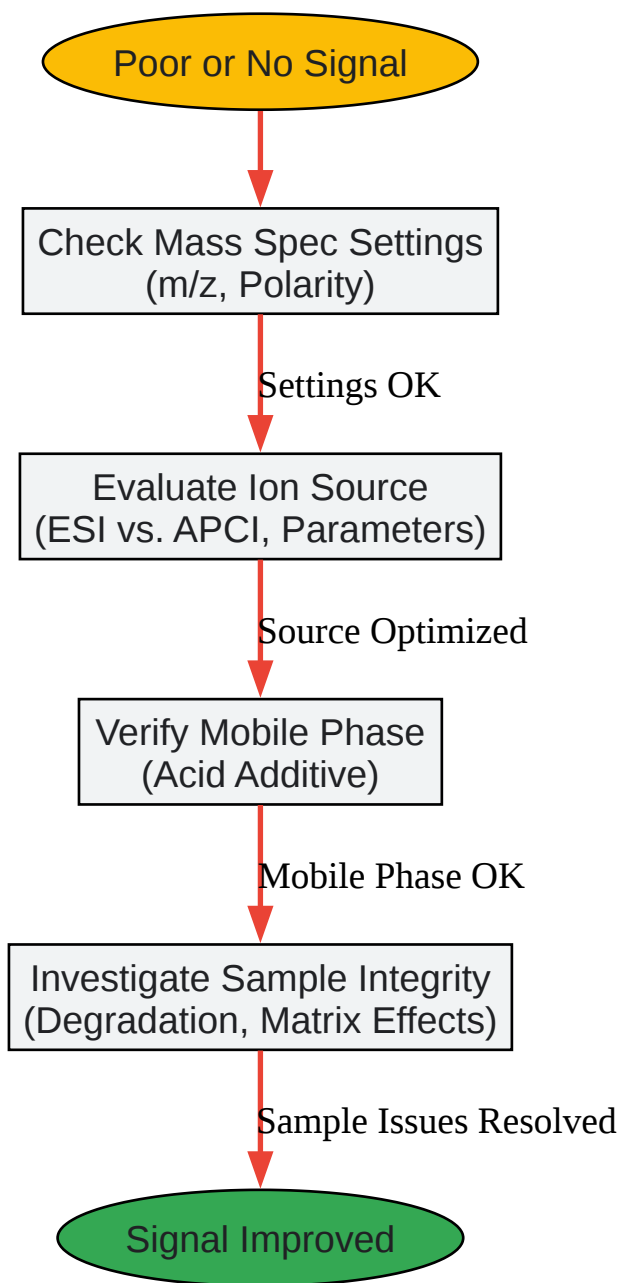 Poor or No Signal
Check Mass Spec Settings
(m/z, Polarity)
Settings OK
Evaluate Ion Source
(ESI vs. APCI, Parameters)
Source Optimized
Verify Mobile Phase
(Acid Additive)
Mobile Phase OK
Investigate Sample Integrity
(Degradation, Matrix Effects)
Sample Issues Resolved
Signal Improved